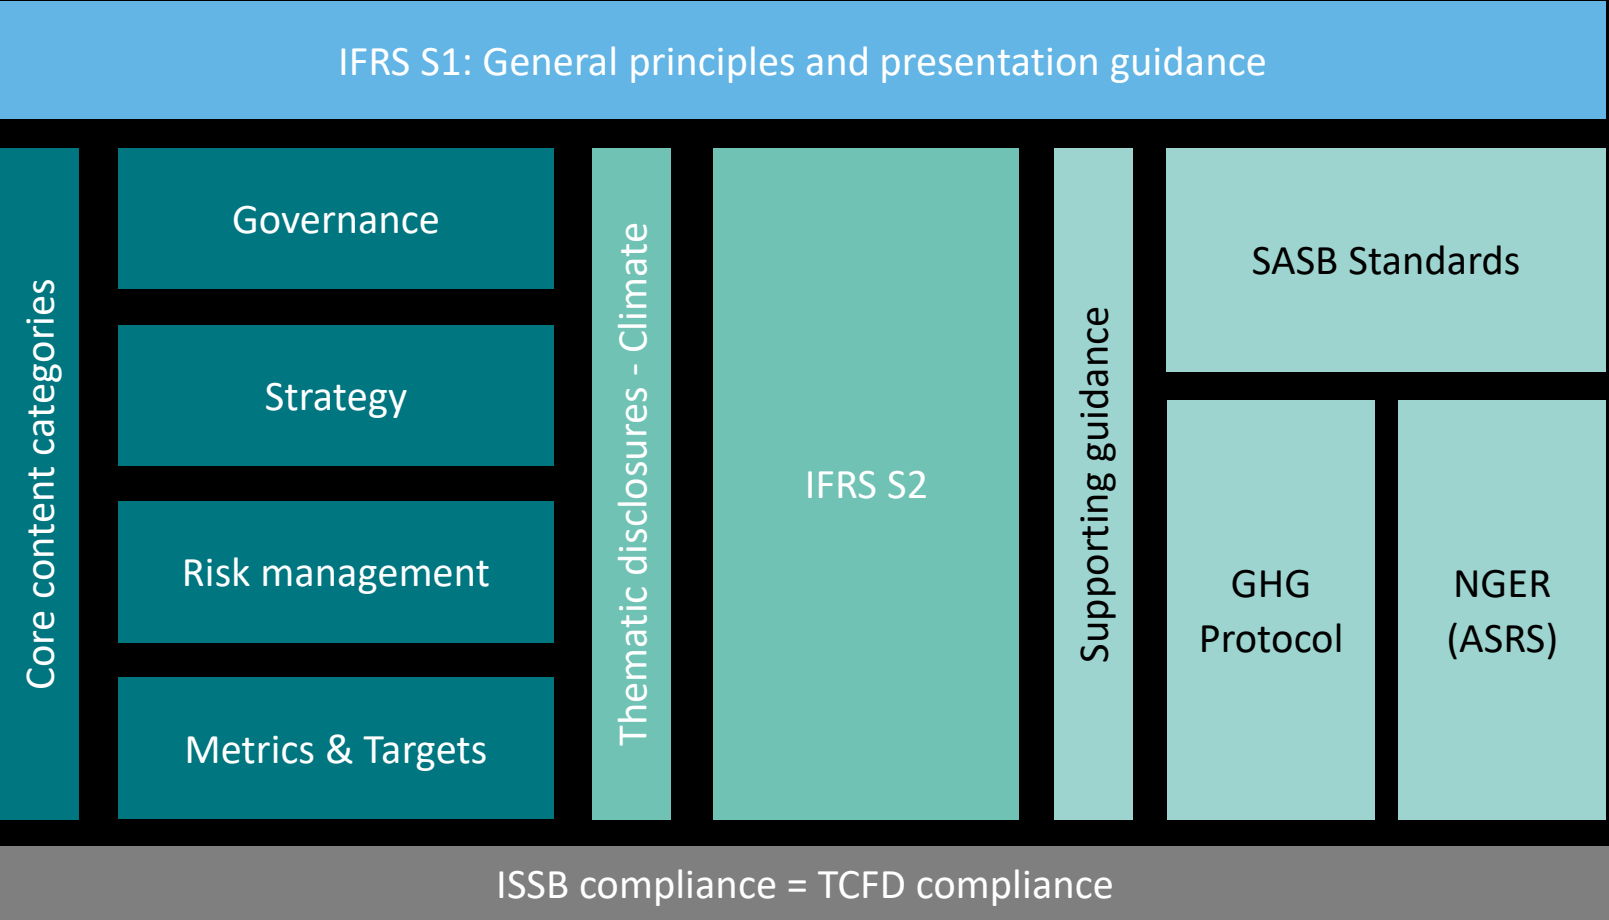 IFRS S1: General principles and presentation guidance
Core content categories
Governance
Strategy
Risk management
Metrics & Targets
Thematic disclosures - Climate
IFRS S2
Supporting guidance
SASB Standards
GHG
Protocol
NGER
(ASRS)
ISSB compliance = TCFD compliance